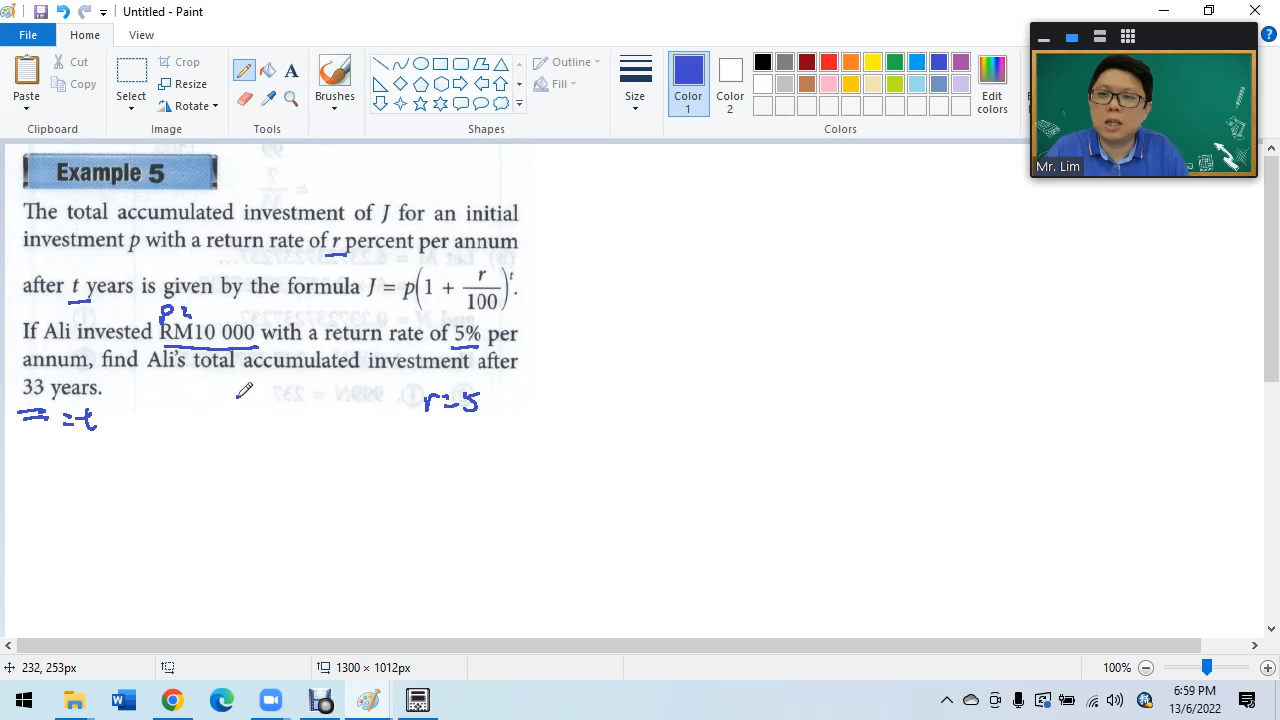 Untitled - Paint
File Home View
Paste
Cut
Copy
Clipboard
Select
Crop
Resize
Rotate
Image
A
Tools
Brushes
Outline
Fill
Shapes
Size
Color 1
Color 2
Edit colors
Colors
Mr. Lim
Example 5
The total accumulated investment of J for an initial
investment p with a return rate of r percent per annum
after t years is given by the formula J = p(1 + r/100)^t.
p:
If Ali invested RM10 000 with a return rate of 5% per
annum, find Ali's total accumulated investment after
33 years.
= t
r = 5
232, 253px
1300 × 1012px
100%
6:59 PM
13/6/2022